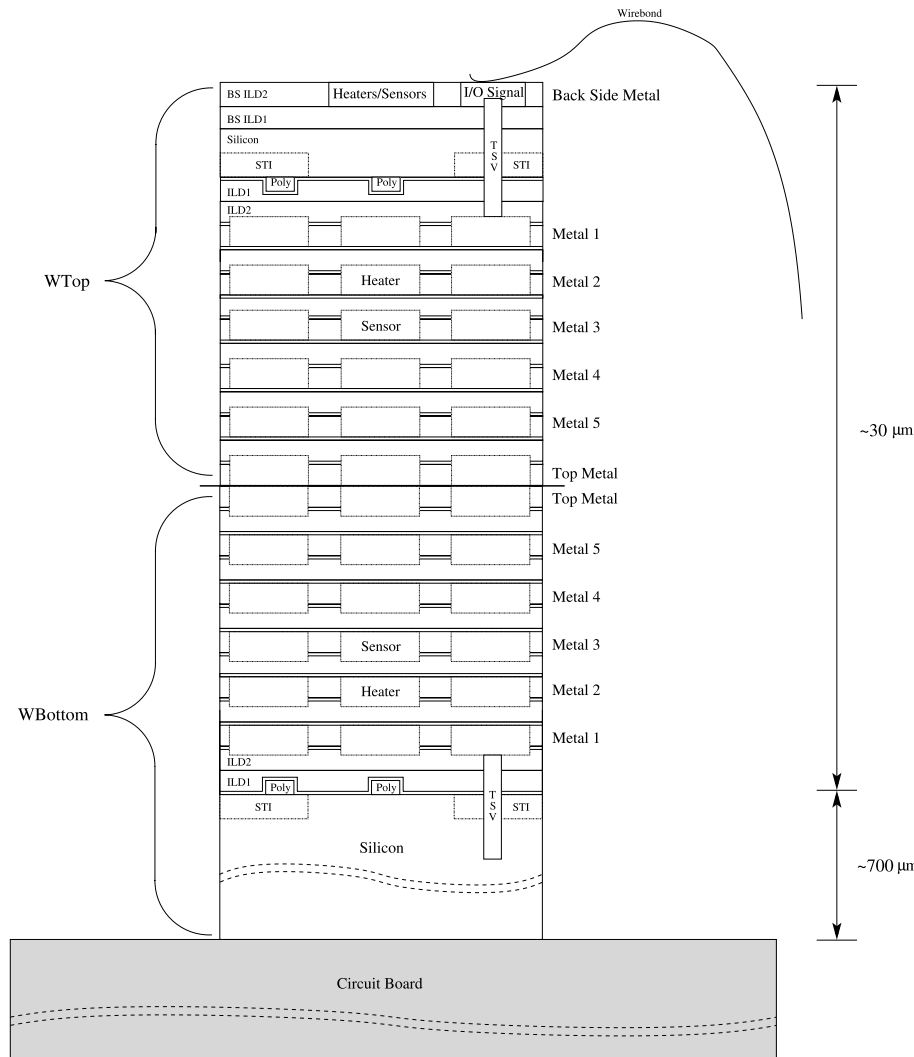 Wirebond
BS ILD2
Heaters/Sensors
I/O Signal
Back Side Metal
BS ILD1
Silicon
TSV
STI
STI
Poly
Poly
ILD1
ILD2
Metal 1
WTop
Heater
Metal 2
Sensor
Metal 3
Metal 4
Metal 5
~30 μm
Top Metal
Top Metal
Metal 5
Metal 4
Sensor
Metal 3
Heater
Metal 2
WBottom
Metal 1
ILD2
ILD1
Poly
Poly
TSV
STI
STI
Silicon
~700 μm
Circuit Board